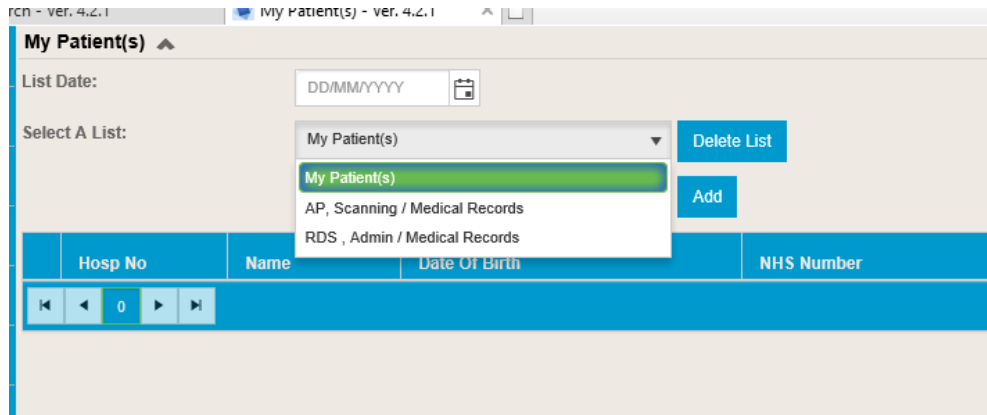 rch - Ver. 4.2.1 My Patient(s) - Ver. 4.2.1
My Patient(s)
List Date: DD/MM/YYYY
Select A List: My Patient(s) Delete List
My Patient(s)
Add
AP, Scanning / Medical Records
RDS , Admin / Medical Records
Hosp No Name Date Of Birth NHS Number
0